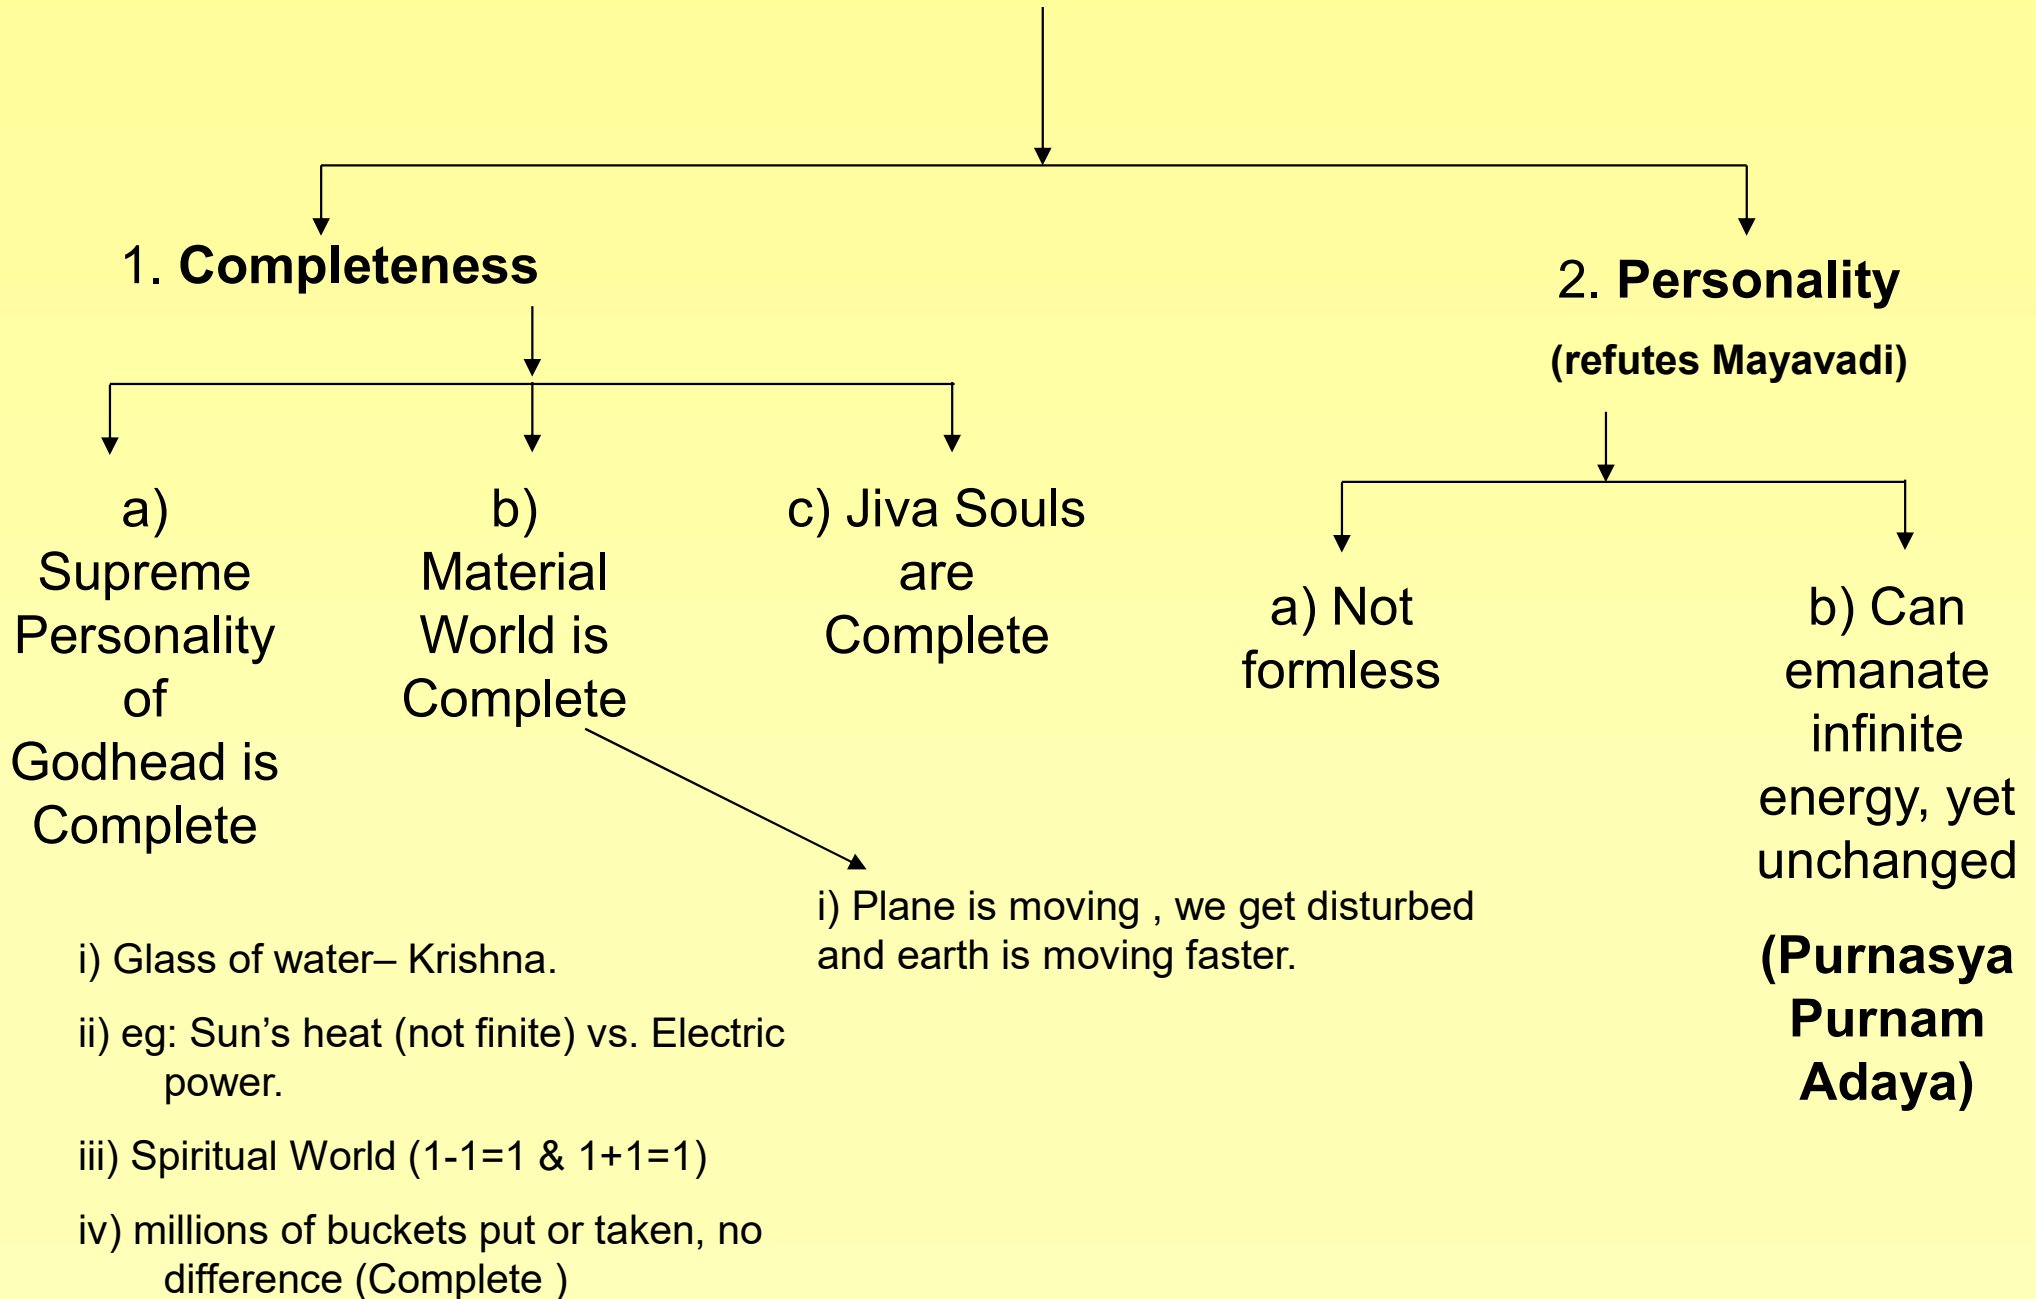 1. Completeness
a)
Supreme
Personality
of
Godhead is
Complete
b)
Material
World is
Complete
c) Jiva Souls
are
Complete
i) Glass of water– Krishna.
ii) eg: Sun’s heat (not finite) vs. Electric
power.
iii) Spiritual World (1-1=1 & 1+1=1)
iv) millions of buckets put or taken, no
difference (Complete )
i) Plane is moving , we get disturbed
and earth is moving faster.
2. Personality
(refutes Mayavadi)
a) Not
formless
b) Can
emanate
infinite
energy, yet
unchanged
(Purnasya
Purnam
Adaya)